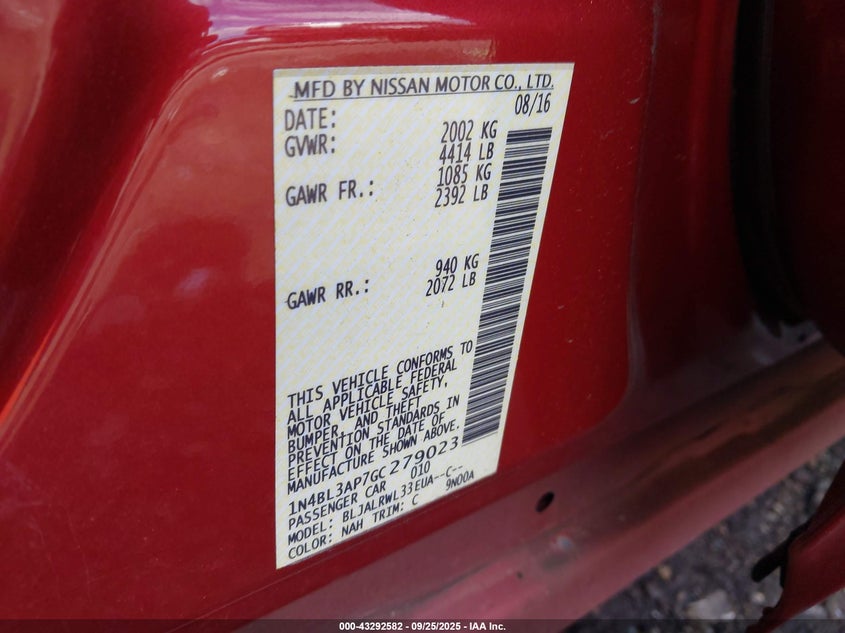 MFD BY NISSAN MOTOR CO., LTD.
DATE: 08/16
GVWR: 2002 KG
4414 LB
GAWR FR.: 1085 KG
2392 LB
GAWR RR.: 940 KG
2072 LB
THIS VEHICLE CONFORMS TO
ALL APPLICABLE FEDERAL
MOTOR VEHICLE SAFETY,
BUMPER, AND THEFT
PREVENTION STANDARDS IN
EFFECT ON THE DATE OF
MANUFACTURE SHOWN ABOVE.
1N4BL3AP7GC279023
PASSENGER CAR 010
MODEL: BLJALRWL33EUA--C--
COLOR: NAH TRIM: C 9N00A
000-43292582 - 09/25/2025 - IAA Inc.